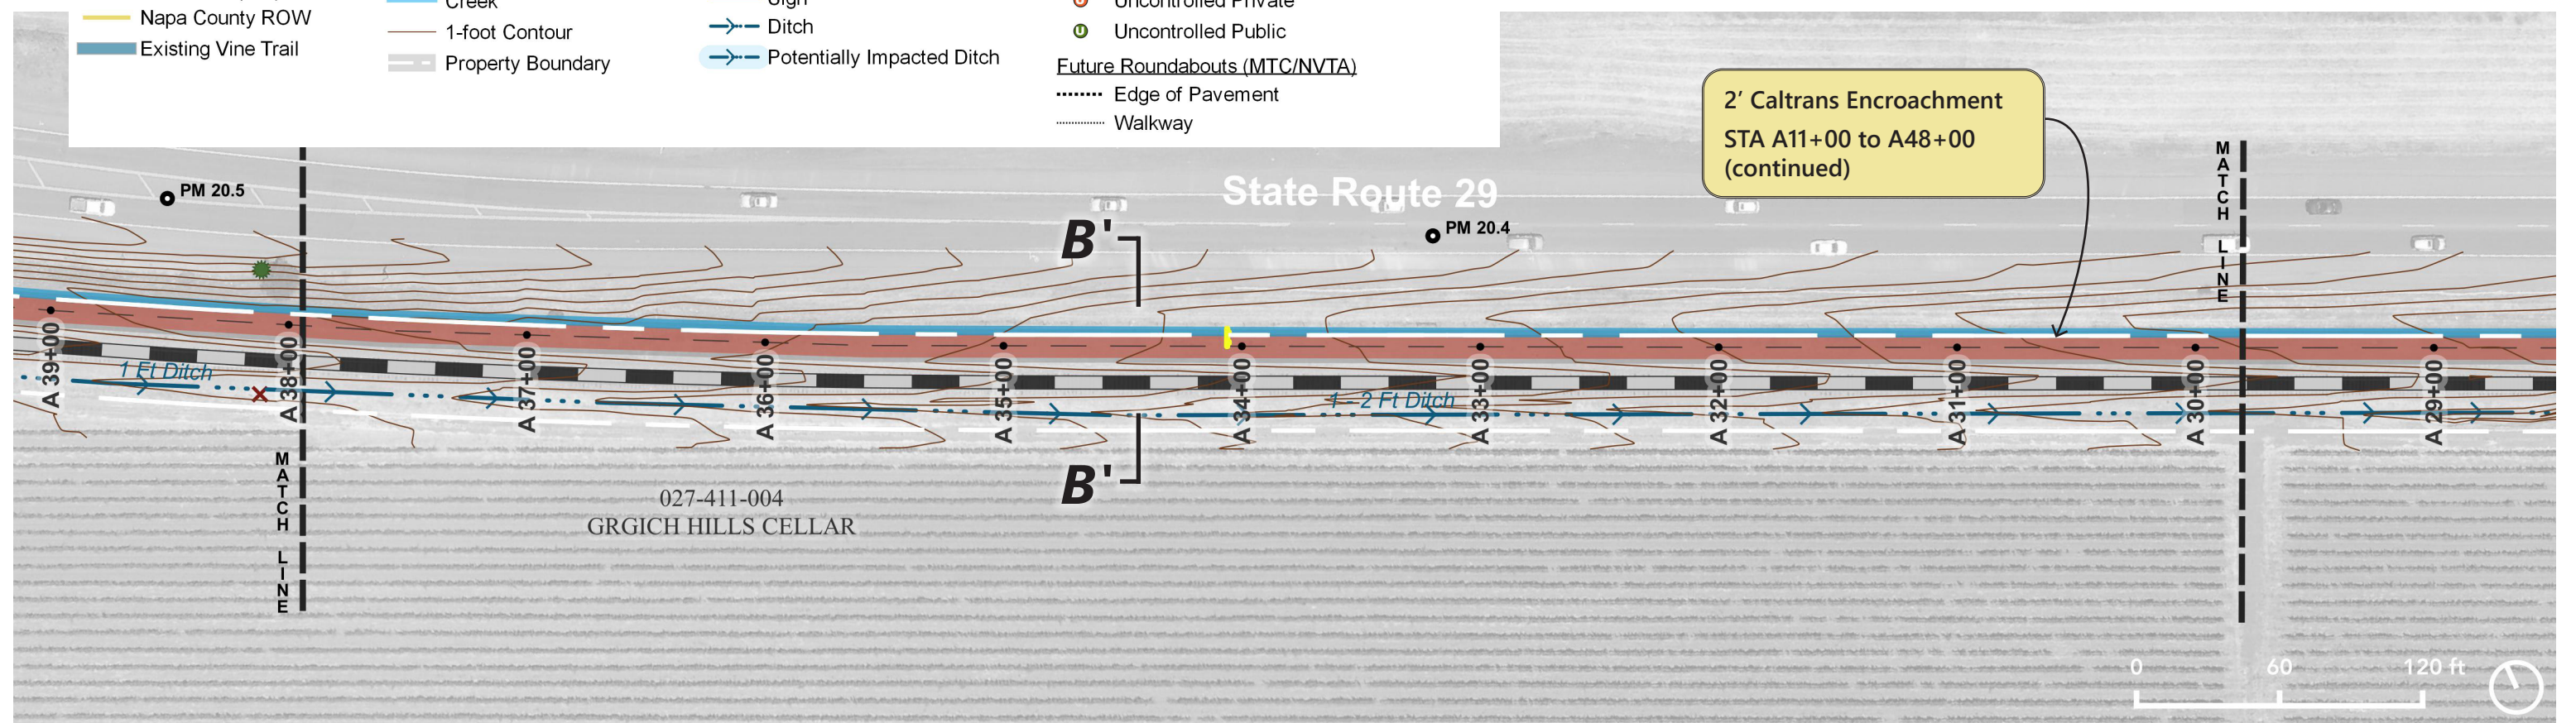 Napa County ROW
Existing Vine Trail
Creek
1-foot Contour
Property Boundary
Sign
Ditch
Potentially Impacted Ditch
Uncontrolled Private
U Uncontrolled Public
Future Roundabouts (MTC/NVTA)
Edge of Pavement
Walkway
2’ Caltrans Encroachment
STA A11+00 to A48+00
(continued)
PM 20.5
State Route 29
PM 20.4
B'
MATCH LINE
A 39+00
A 38+00
A 37+00
A 36+00
A 35+00
A 34+00
A 33+00
A 32+00
A 31+00
A 30+00
A 29+00
1 Ft Ditch
1 - 2 Ft Ditch
MATCH LINE
B'
027-411-004
GRGICH HILLS CELLAR
0 60 120 ft